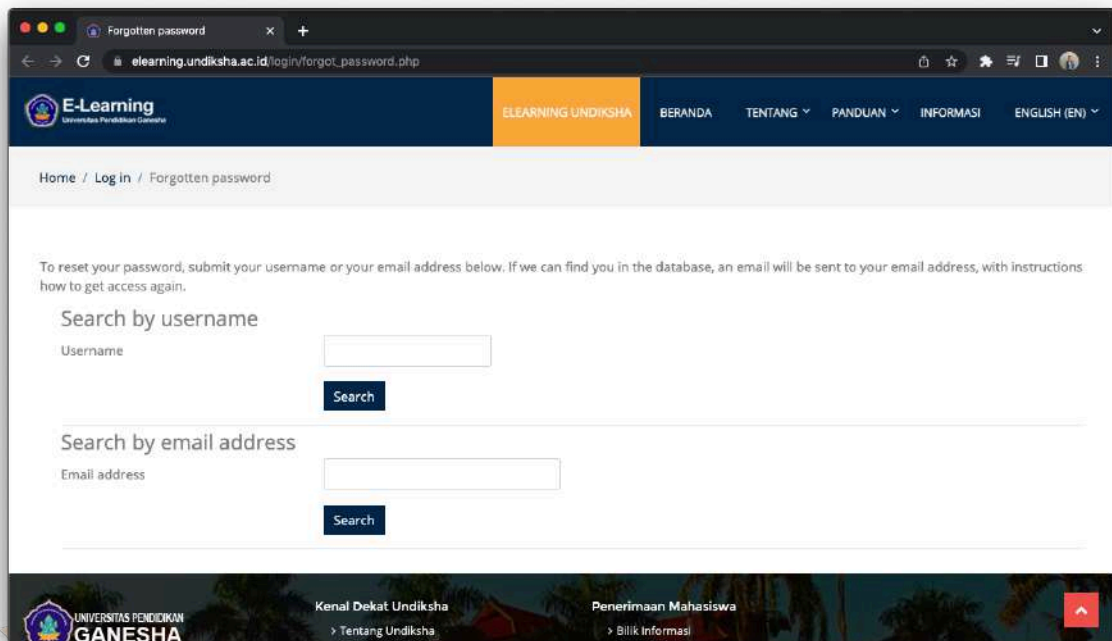 Forgotten password
elearning.undiksha.ac.id/login/forgot_password.php
E-Learning
Universitas Pendidikan Ganesha
ELEARNING UNDIKSHA
BERANDA
TENTANG
PANDUAN
INFORMASI
ENGLISH (EN)
Home / Log in / Forgotten password
To reset your password, submit your username or your email address below. If we can find you in the database, an email will be sent to your email address, with instructions
how to get access again.
Search by username
Username
Search
Search by email address
Email address
Search
UNIVERSITAS PENDIDIKAN
GANESHA
Kenal Dekat Undiksha
> Tentang Undiksha
Penerimaan Mahasiswa
> Bilik Informasi